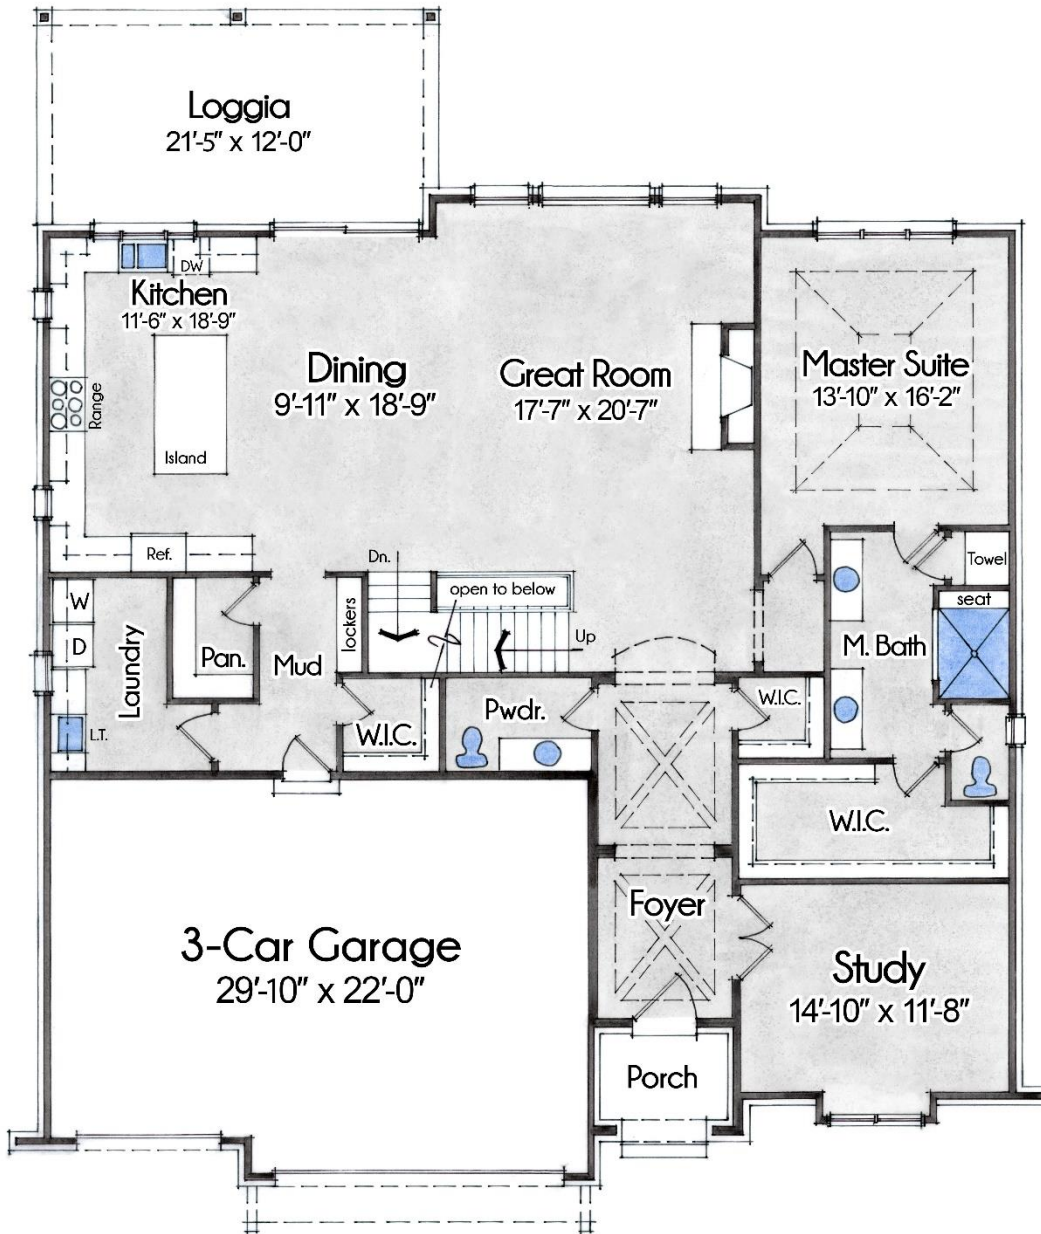 Loggia
21'-5" x 12'-0"
DW
Kitchen
11'-6" x 18'-9"
Dining
9'-11" x 18'-9"
Great Room
17'-7" x 20'-7"
Master Suite
13'-10" x 16'-2"
Range
Island
Ref.
Dn.
open to below
Towel
seat
W
D
Laundry
L.T.
Pan.
Mud
lockers
Up
M. Bath
W.I.C.
Pwdr.
W.I.C.
W.I.C.
Foyer
3-Car Garage
29'-10" x 22'-0"
Study
14'-10" x 11'-8"
Porch